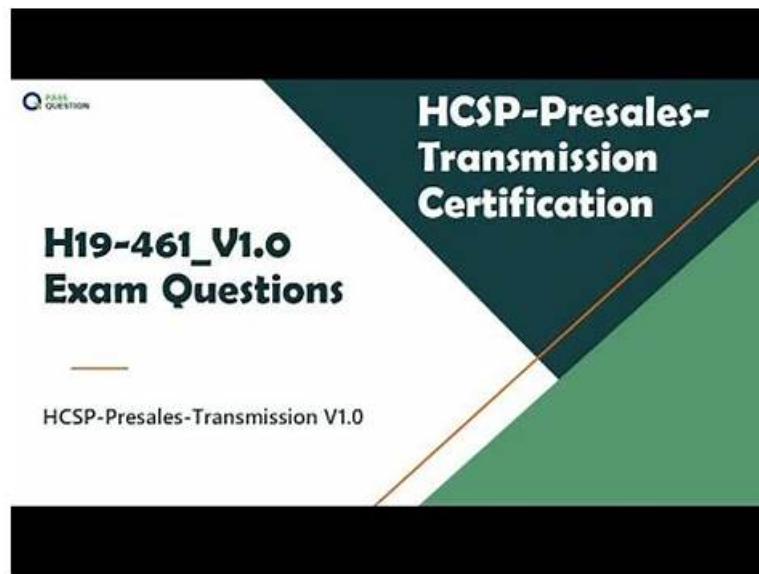 PASS
QUESTION
HCSP-Presales-
Transmission
Certification
H19-461_V1.0
Exam Questions
HCSP-Presales-Transmission V1.0